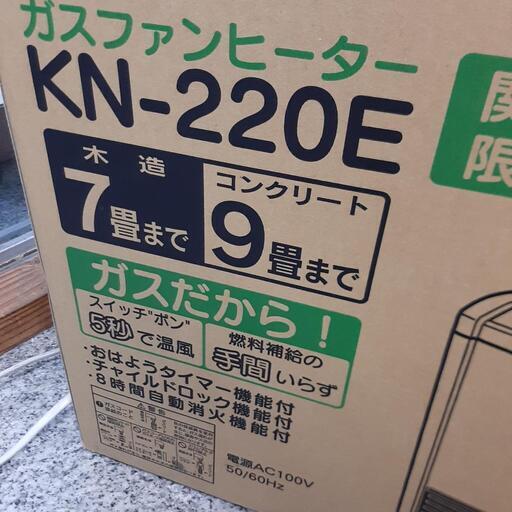 ガスファンヒーター
KN-220E
関
限
木造
7畳まで
コンクリート
9畳まで
ガスだから！
スイッチ"ポン"
5秒で温風
燃料補給の
手間いらず
・おはようタイマー機能付
・チャイルドロック機能付
・8時間自動消火機能付
電源AC100V
50/60Hz